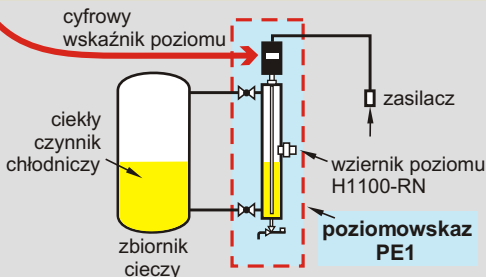 cyfrowy
wskaźnik poziomu
zasilacz
ciekły
czynnik
chłodniczy
wziernik poziomu
H1100-RN
poziomowskaz
PE1
zbiornik
cieczy